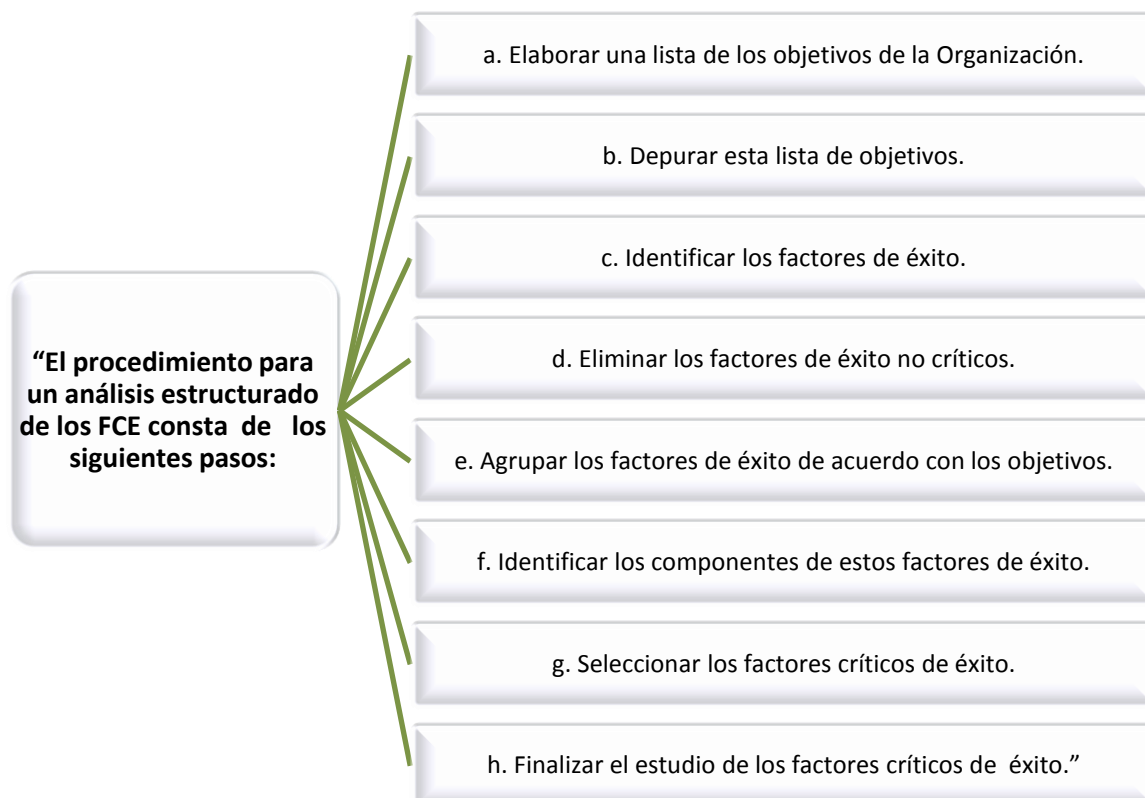 “El procedimiento para
un análisis estructurado
de los FCE consta de los
siguientes pasos:
a. Elaborar una lista de los objetivos de la Organización.
b. Depurar esta lista de objetivos.
c. Identificar los factores de éxito.
d. Eliminar los factores de éxito no críticos.
e. Agrupar los factores de éxito de acuerdo con los objetivos.
f. Identificar los componentes de estos factores de éxito.
g. Seleccionar los factores críticos de éxito.
h. Finalizar el estudio de los factores críticos de éxito.”